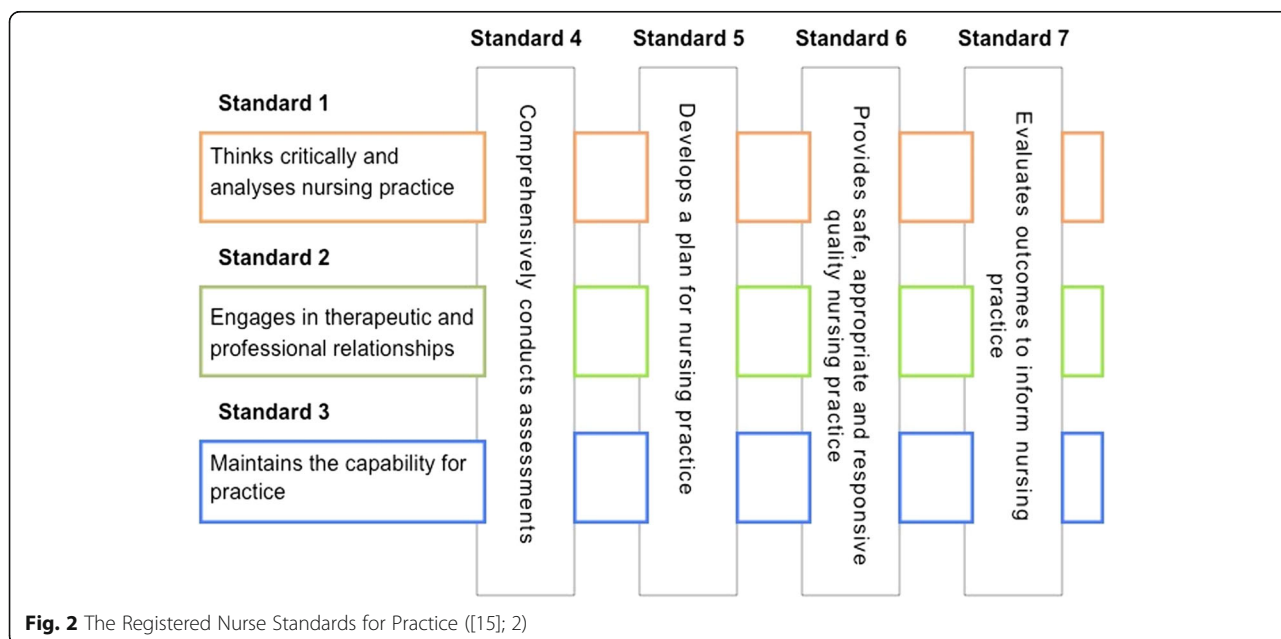 Standard 4
Standard 5
Standard 6
Standard 7
Standard 1
Thinks critically and
analyses nursing practice
Standard 2
Engages in therapeutic and
professional relationships
Standard 3
Maintains the capability for
practice
Comprehensively conducts assessments
Develops a plan for nursing practice
Provides safe, appropriate and responsive
quality nursing practice
Evaluates outcomes to inform nursing
practice
Fig. 2 The Registered Nurse Standards for Practice ([15]; 2)